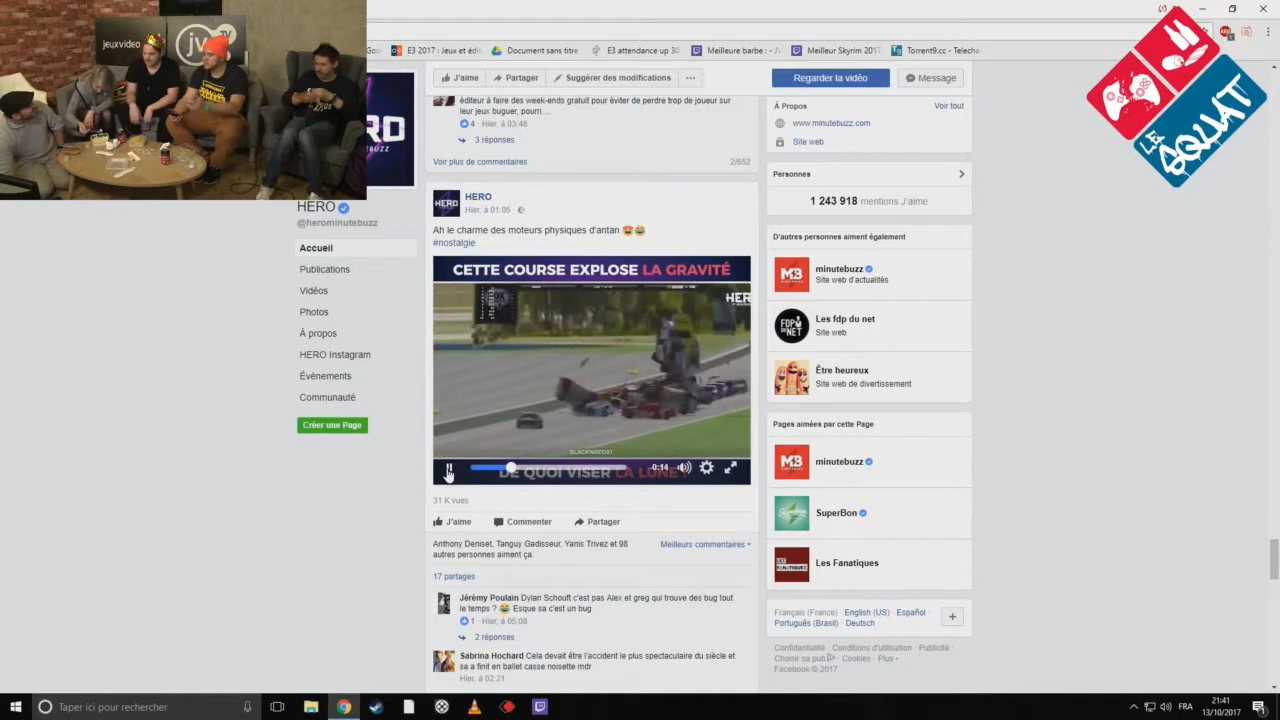 jeuxvideo
jv
LE
SQUAT
E3 2017 : Jeux et édit
Document sans titre
E3 attendance up 30
Meilleure barbe : - JV
Meilleur Skyrim 2017
Torrent9.cc - Telecha
J'aime
Partager
Suggérer des modifications
Regarder la vidéo
Message
éditeur à faire des week-ends gratuit pour éviter de perdre trop de joueur sur
leur jeux bugguer, pourri....
4 · Hier, à 03:48
3 réponses
Voir plus de commentaires
2/652
HERO
@herominutebuzz
Accueil
Publications
Vidéos
Photos
À propos
HERO Instagram
Événements
Communauté
Créer une Page
HERO
HERO
Hier, à 01:05 ·
Ah le charme des moteurs physiques d'antan
#nostalgie
CETTE COURSE EXPLOSE LA GRAVITÉ
HERO
BLACKNREDST
DE QUOI VISER LA LUNE !
0:14
31 K vues
J'aime
Commenter
Partager
Anthony Deniset, Tanguy Gadisseur, Yanis Trivez et 98
autres personnes aiment ça.
Meilleurs commentaires
17 partages
Jérémy Poulain Dylan Schouft c'est pas Alex et greg qui trouve des bug tout
le temps ? Esque sa c'est un bug
1 · Hier, à 05:08
2 réponses
Sabrina Hochard Cela devait être l'accident le plus spectaculaire du siècle et
sa a finit en ballet casse noisette mdr
Hier, à 02:21
À Propos
Voir tout
www.minutebuzz.com
Site web
Personnes
1 243 918 mentions J'aime
D'autres personnes aiment également
minutebuzz
Site web d'actualités
Les fdp du net
Site web
Être heureux
Site web de divertissement
Pages aimées par cette Page
minutebuzz
SuperBon
Les Fanatiques
Français (France) · English (US) · Español ·
Português (Brasil) · Deutsch
Confidentialité · Conditions d'utilisation · Publicité ·
Choisir sa pub · Cookies · Plus
Facebook © 2017
Taper ici pour rechercher
FRA
21:41
13/10/2017